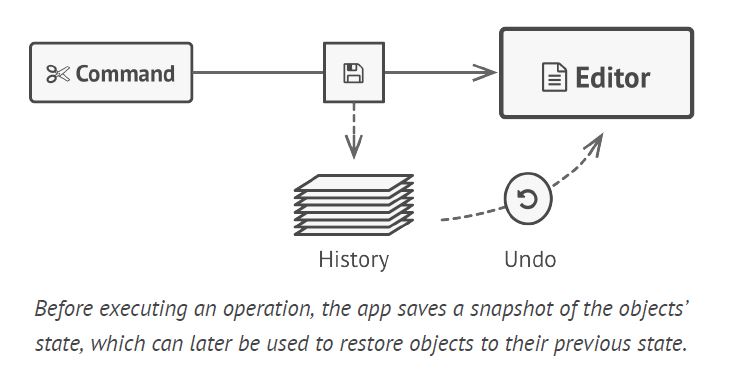 Command
Editor
History
Undo
Before executing an operation, the app saves a snapshot of the objects’
state, which can later be used to restore objects to their previous state.